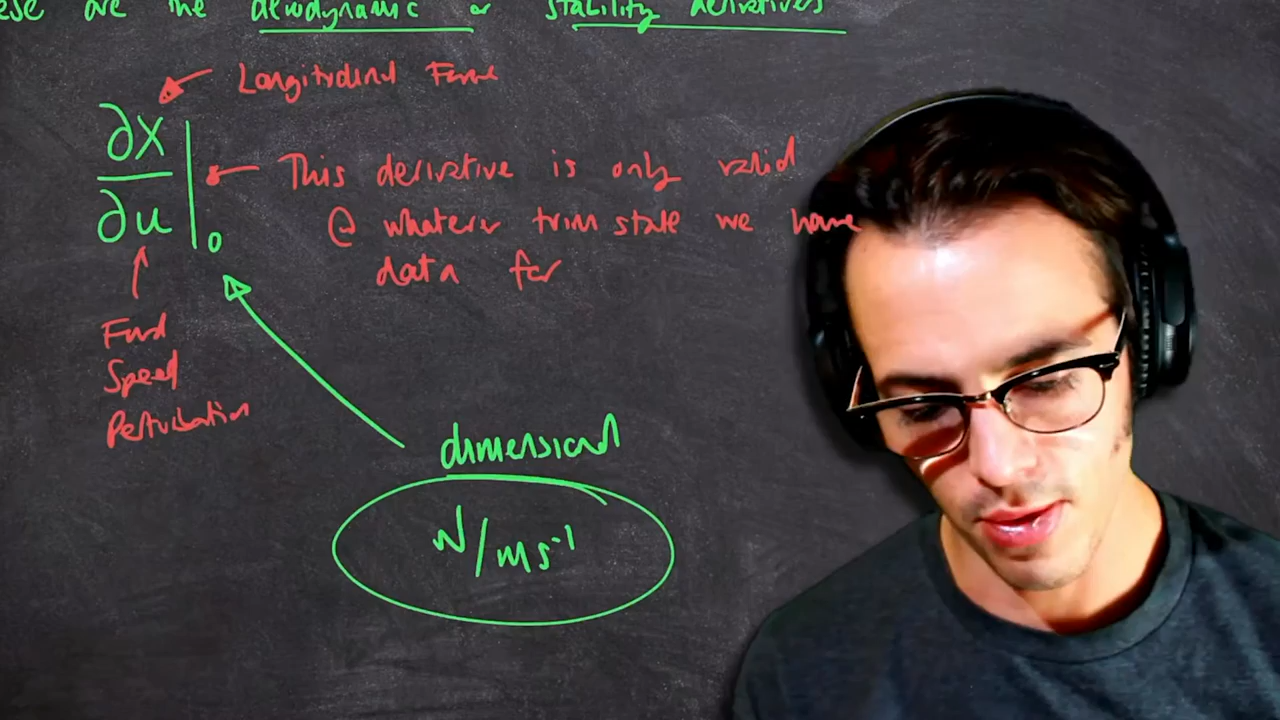 ese are the aerodynamic or stability derivatives
Longitudinal Force
∂X
∂u
0
This derivative is only valid
@ whatever trim state we have
data for
Fwd
Speed
Perturbation
dimensional
N/ms⁻¹